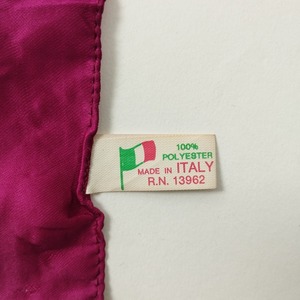 100%
POLYESTER
MADE IN ITALY
R.N. 13962